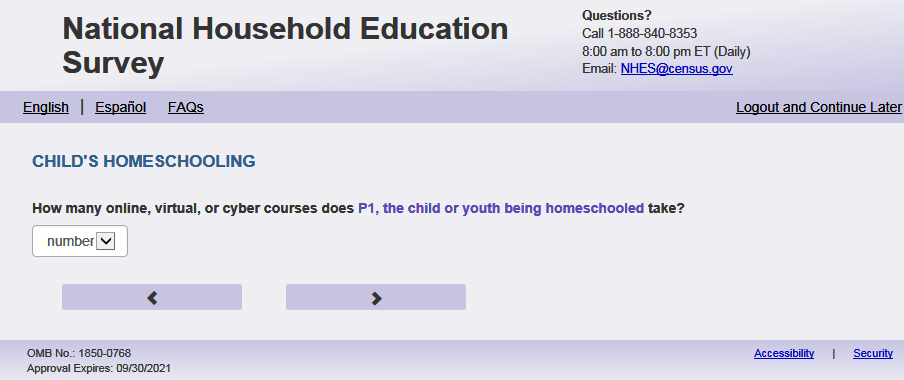 National Household Education
Survey
Questions?
Call 1-888-840-8353
8:00 am to 8:00 pm ET (Daily)
Email: NHES@census.gov
English | Español FAQs
Logout and Continue Later
CHILD'S HOMESCHOOLING
How many online, virtual, or cyber courses does P1, the child or youth being homeschooled take?
number
OMB No.: 1850-0768
Approval Expires: 09/30/2021
Accessibility | Security